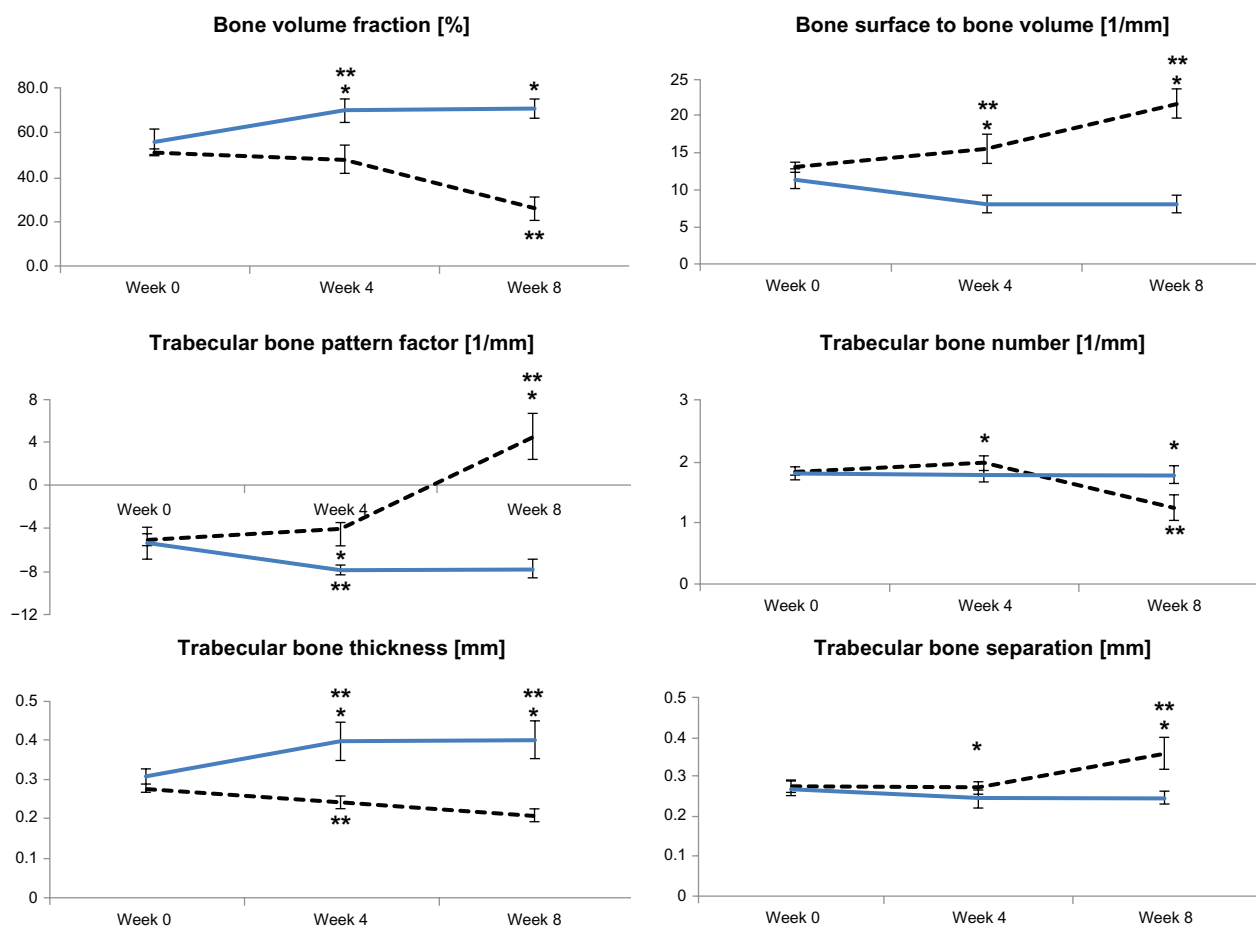 Bone volume fraction [%]
80.0
60.0
40.0
20.0
0.0
**
*
*
**
Week 0
Week 4
Week 8
Bone surface to bone volume [1/mm]
25
20
15
10
5
0
**
*
**
*
Week 0
Week 4
Week 8
Trabecular bone pattern factor [1/mm]
8
4
0
−4
−8
−12
**
*
Week 0
Week 4
Week 8
*
**
Trabecular bone number [1/mm]
3
2
1
0
*
*
**
Week 0
Week 4
Week 8
Trabecular bone thickness [mm]
0.5
0.4
0.3
0.2
0.1
0
**
*
**
*
**
Week 0
Week 4
Week 8
Trabecular bone separation [mm]
0.5
0.4
0.3
0.2
0.1
0
*
**
*
Week 0
Week 4
Week 8